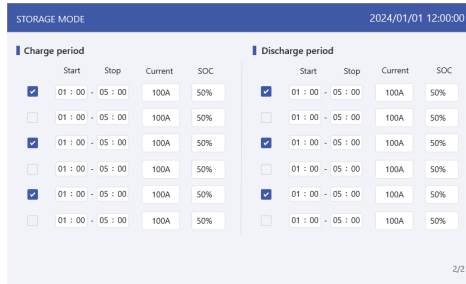 STORAGE MODE 2024/01/01 12:00:00
Charge period Discharge period
Start Stop Current SOC Start Stop Current SOC
01 : 00 - 05 : 00 100A 50% 01 : 00 - 05 : 00 100A 50%
01 : 00 - 05 : 00 100A 50% 01 : 00 - 05 : 00 100A 50%
01 : 00 - 05 : 00 100A 50% 01 : 00 - 05 : 00 100A 50%
01 : 00 - 05 : 00 100A 50% 01 : 00 - 05 : 00 100A 50%
01 : 00 - 05 : 00 100A 50% 01 : 00 - 05 : 00 100A 50%
01 : 00 - 05 : 00 100A 50% 01 : 00 - 05 : 00 100A 50%
2/2